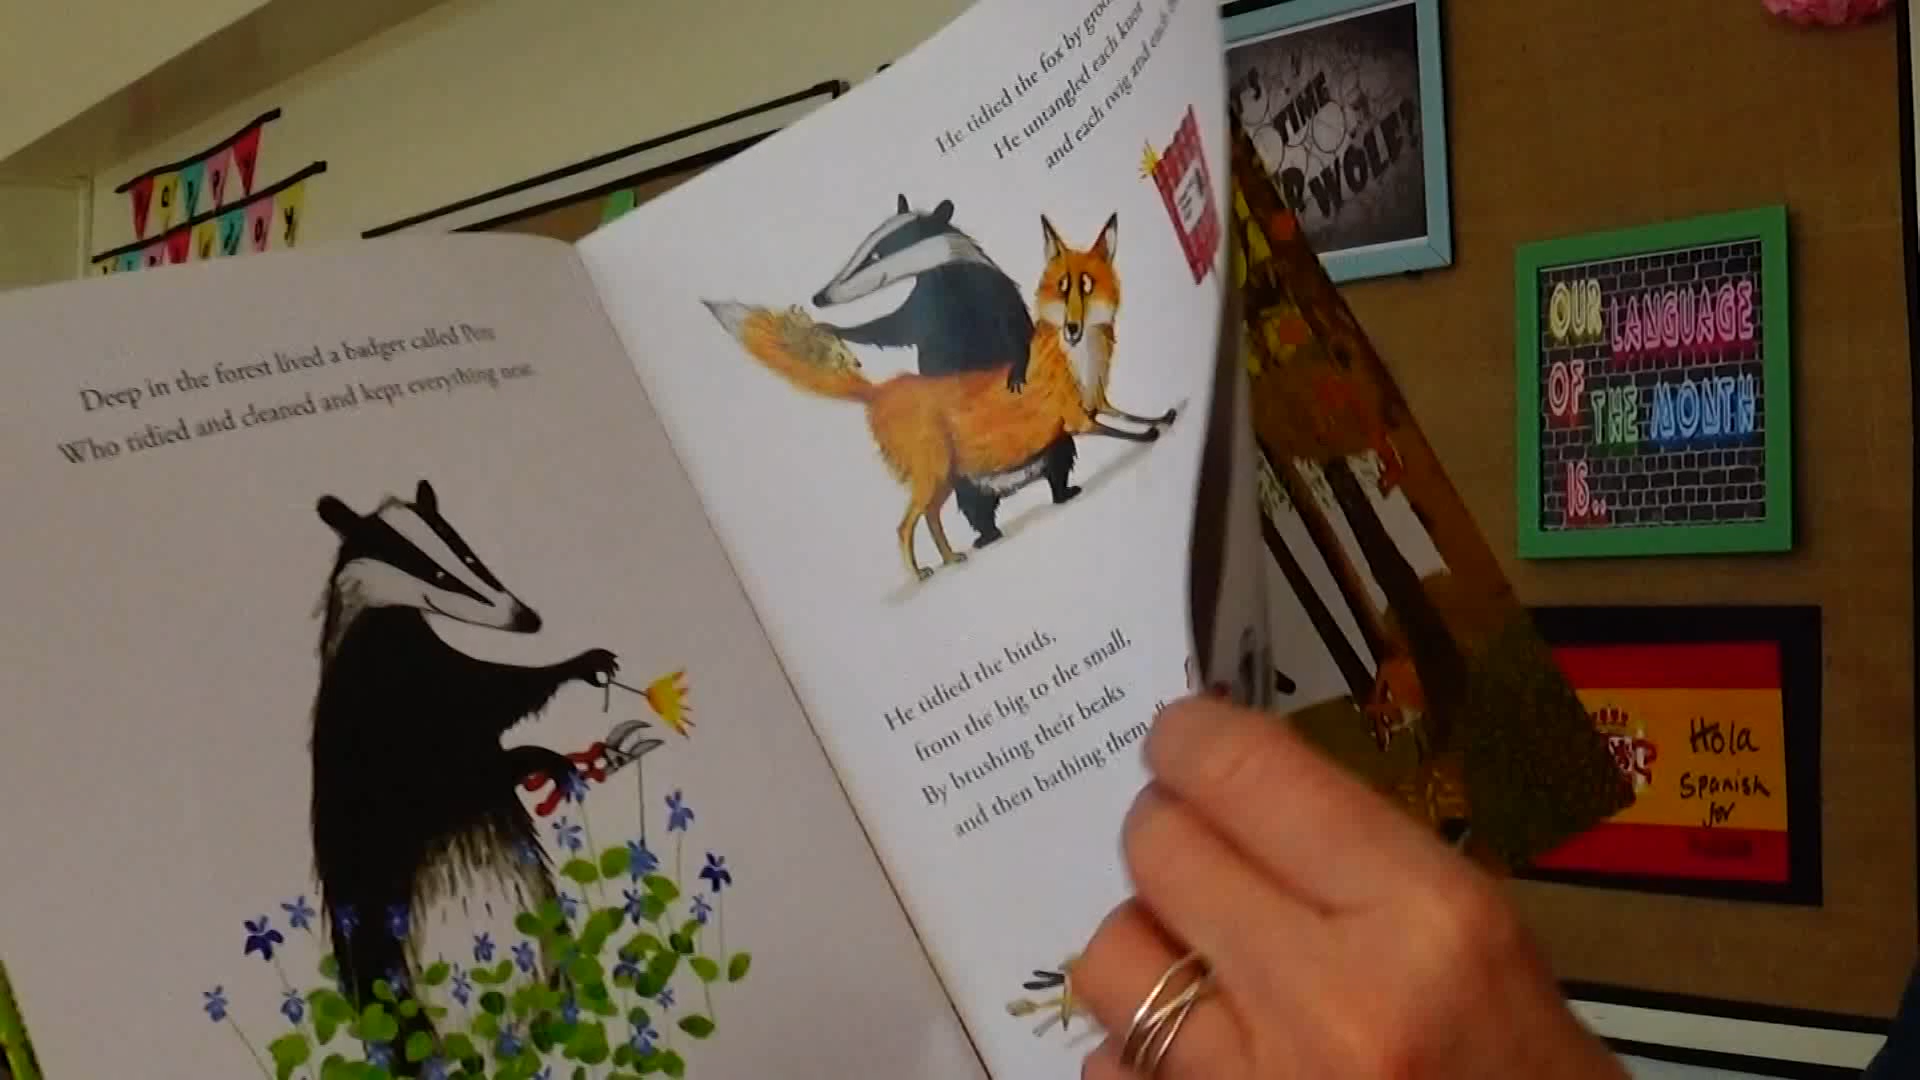 Deep in the forest lived a badger called Pete
Who tidied and cleaned and kept everything neat.
He tidied the fox by
He untangled each knot
and each twig and each
He tidied the birds,
from the big to the small,
By brushing their beaks
and then bathing them
TIME
WOLF?
OUR LANGUAGE
OF THE MONTH
IS..
Hola
Spanish
for